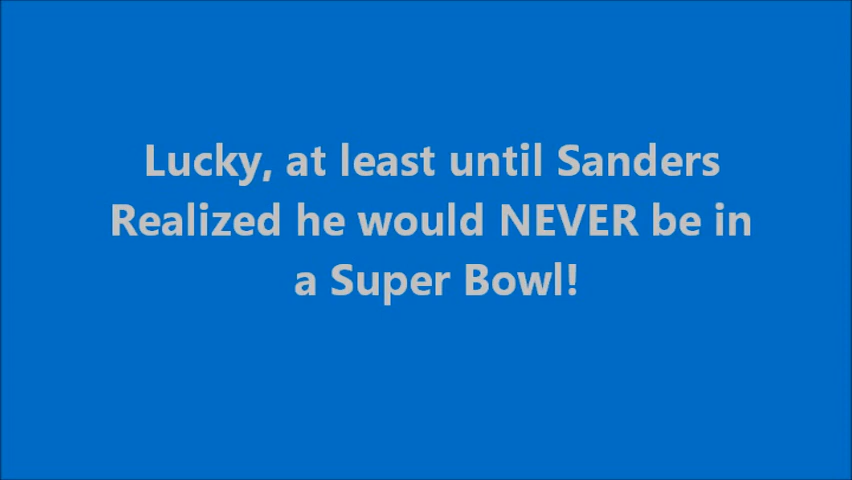 Lucky, at least until Sanders
Realized he would NEVER be in
a Super Bowl!